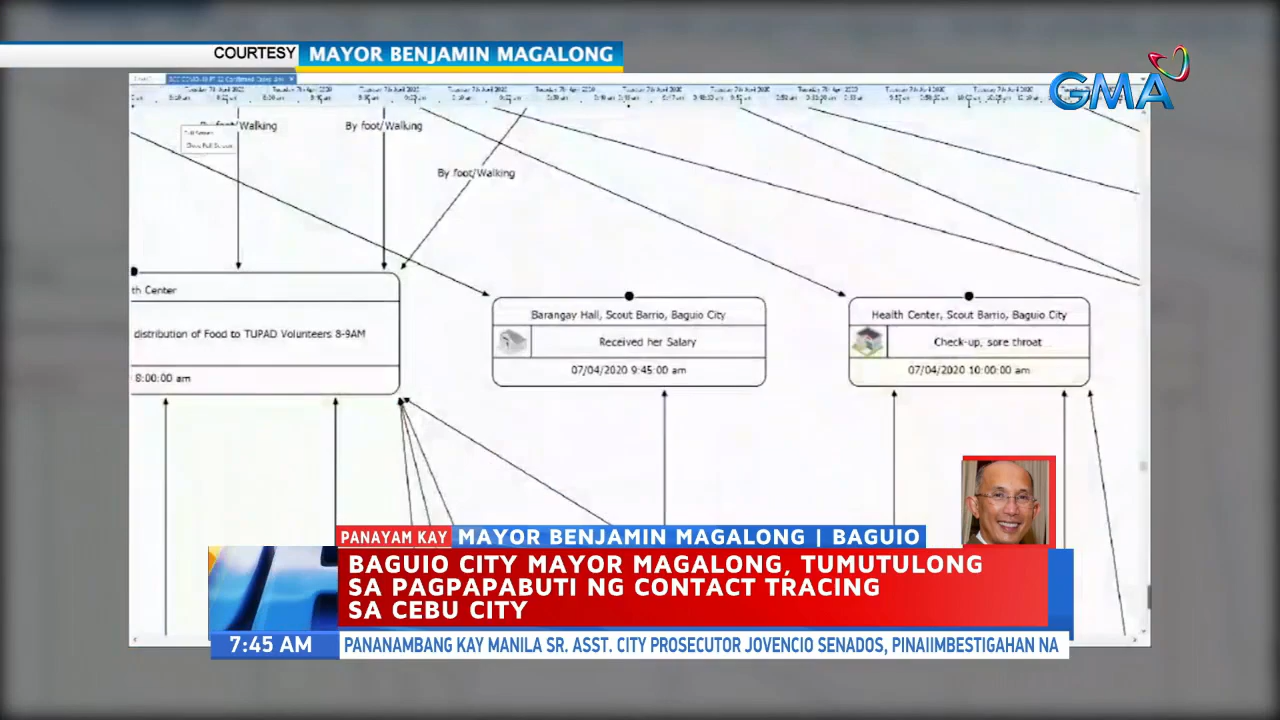 COURTESY MAYOR BENJAMIN MAGALONG
GMA
Tuesday 7th April 2020
By foot/Walking
By foot/Walking
By foot/Walking
th Center
distribution of Food to TUPAD Volunteers 8-9AM
8:00:00 am
Barangay Hall, Scout Barrio, Baguio City
Received her Salary
07/04/2020 9:45:00 am
Health Center, Scout Barrio, Baguio City
Check-up, sore throat
07/04/2020 10:00:00 am
PANAYAM KAY MAYOR BENJAMIN MAGALONG | BAGUIO
BAGUIO CITY MAYOR MAGALONG, TUMUTULONG
SA PAGPAPABUTI NG CONTACT TRACING
SA CEBU CITY
7:45 AM PANANAMBANG KAY MANILA SR. ASST. CITY PROSECUTOR JOVENCIO SENADOS, PINAIIMBESTIGAHAN NA